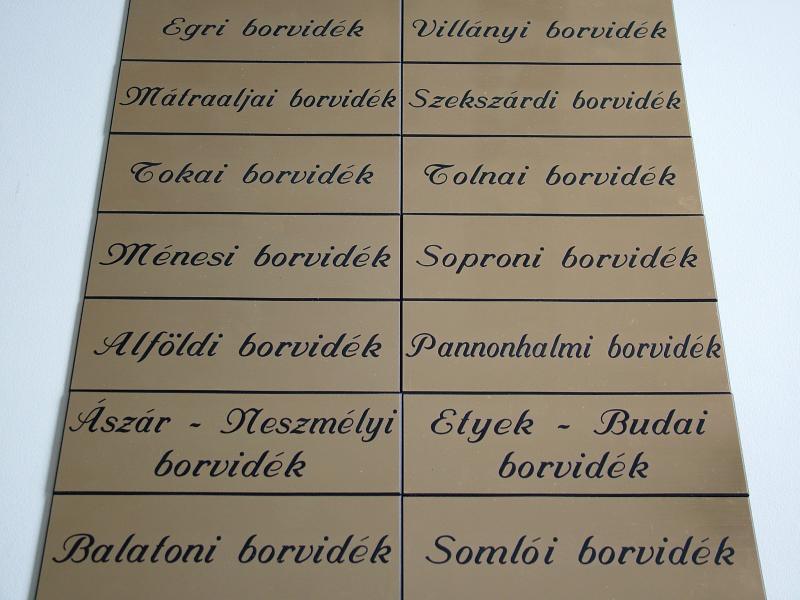 Egri borvidék
Villányi borvidék
Mátraaljai borvidék
Szekszárdi borvidék
Tokai borvidék
Tolnai borvidék
Ménesi borvidék
Soproni borvidék
Alföldi borvidék
Pannonhalmi borvidék
Ászár - Neszmélyi
borvidék
Etyek - Budai
borvidék
Balatoni borvidék
Somlói borvidék